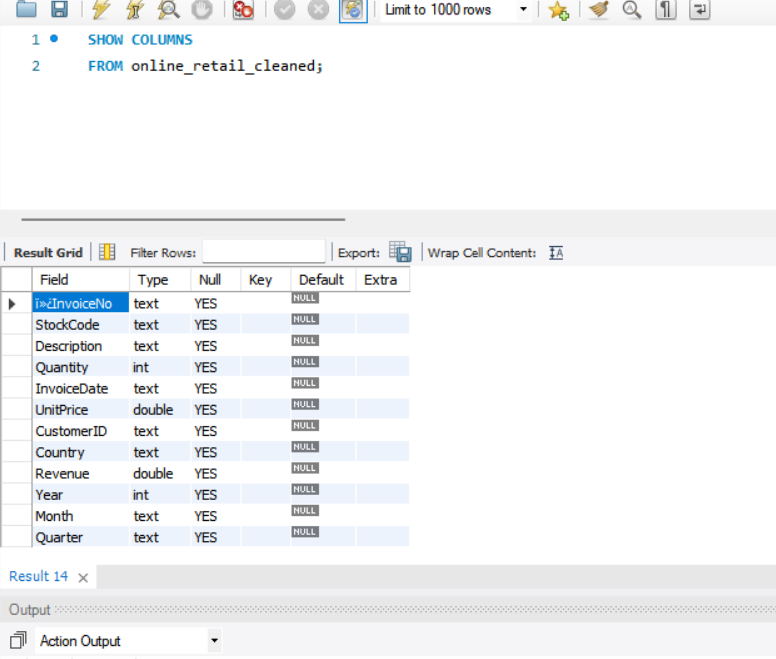 Limit to 1000 rows
1 SHOW COLUMNS
2 FROM online_retail_cleaned;
Result Grid Filter Rows: Export: Wrap Cell Content: IA
Field Type Null Key Default Extra
ï»¿InvoiceNo text YES NULL
StockCode text YES NULL
Description text YES NULL
Quantity int YES NULL
InvoiceDate text YES NULL
UnitPrice double YES NULL
CustomerID text YES NULL
Country text YES NULL
Revenue double YES NULL
Year int YES NULL
Month text YES NULL
Quarter text YES NULL
Result 14 ×
Output
Action Output